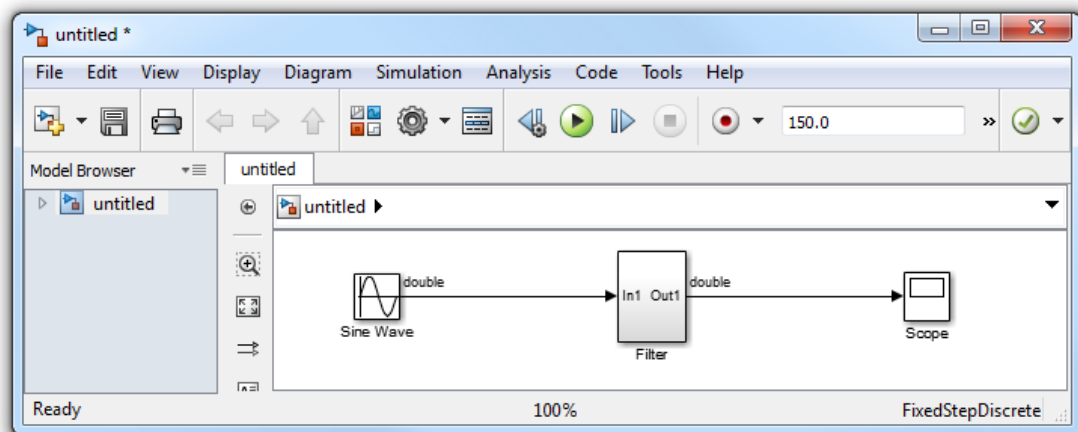 untitled *
File Edit View Display Diagram Simulation Analysis Code Tools Help
150.0 »
Model Browser untitled
untitled untitled
double double
In1 Out1
Sine Wave Filter Scope
Ready 100% FixedStepDiscrete